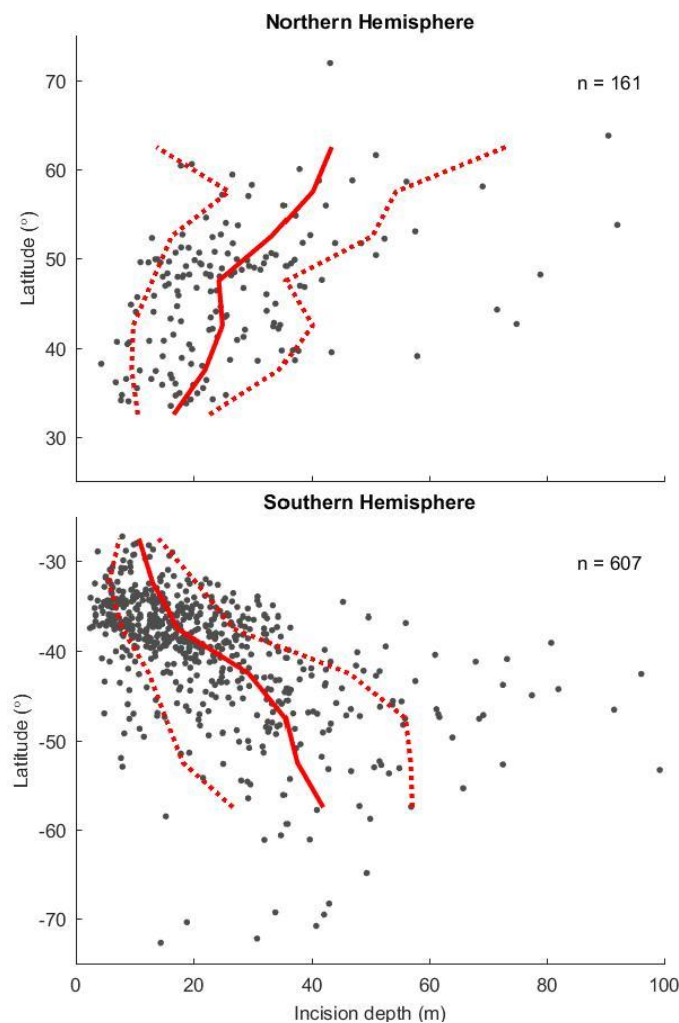 Northern Hemisphere
n = 161
70
60
50
40
30
Latitude (°)
Southern Hemisphere
n = 607
-30
-40
-50
-60
-70
Latitude (°)
0 20 40 60 80 100
Incision depth (m)